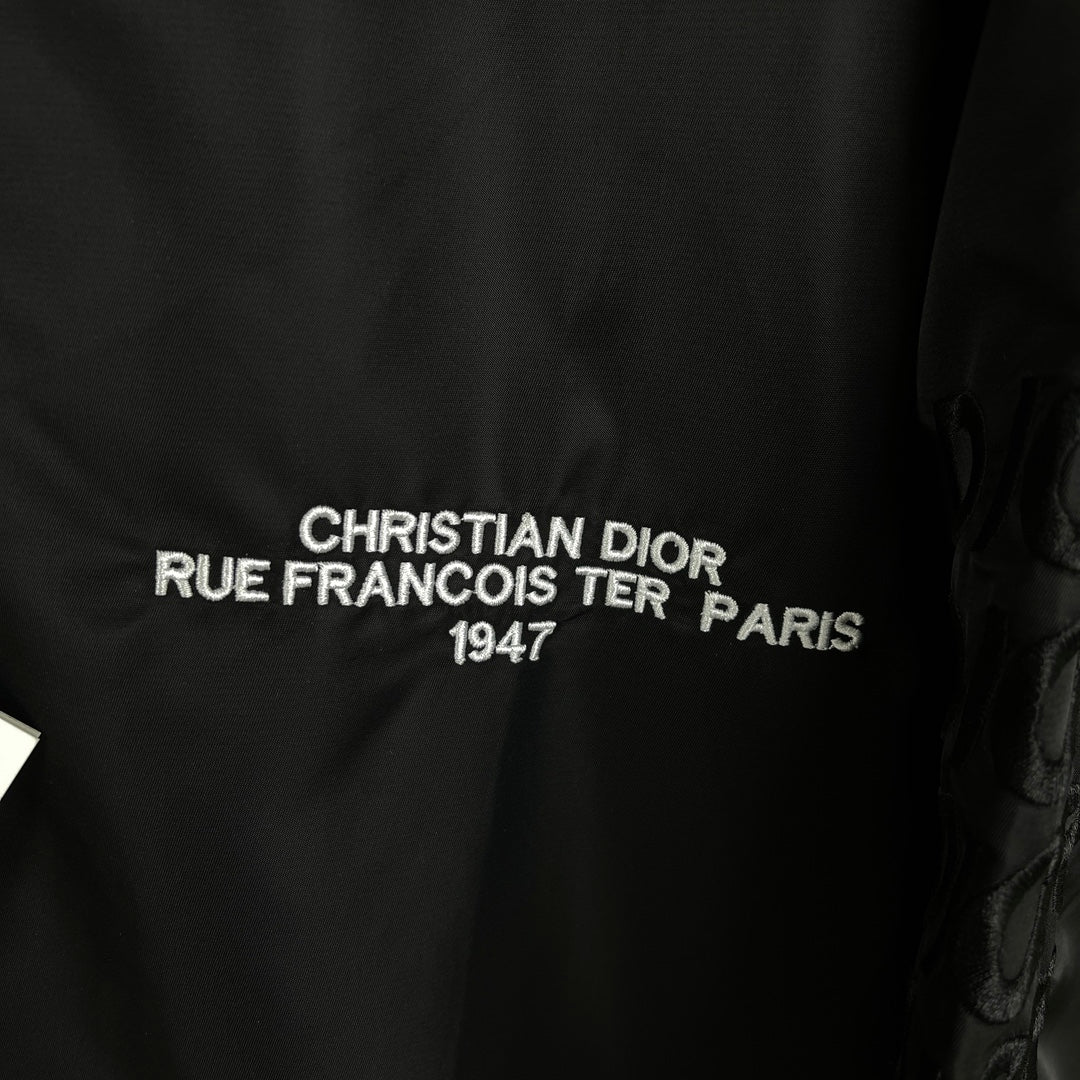 CHRISTIAN DIOR
RUE FRANCOIS TER PARIS
1947